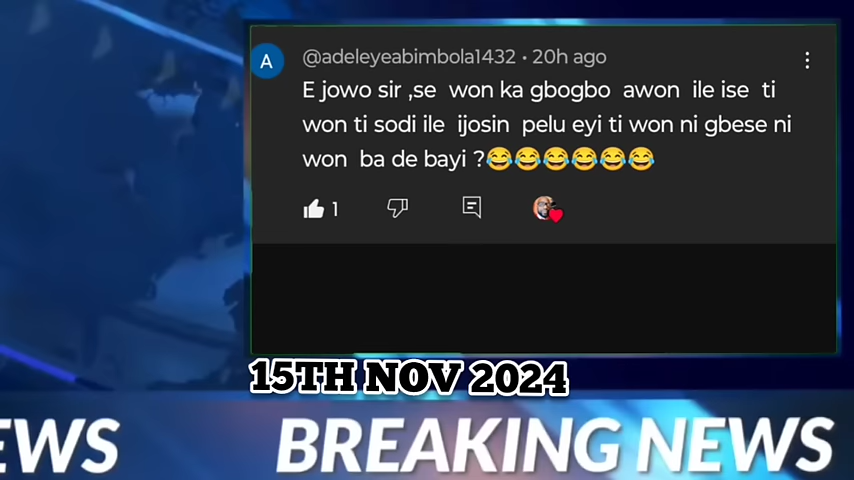 A
@adeleyeabimbola1432 • 20h ago
E jowo sir ,se won ka gbogbo awon ile ise ti
won ti sodi ile ijosin pelu eyi ti won ni gbese ni
won ba de bayi ?😂😂😂😂😂😂
1
15TH NOV 2024
EWS BREAKING NEWS